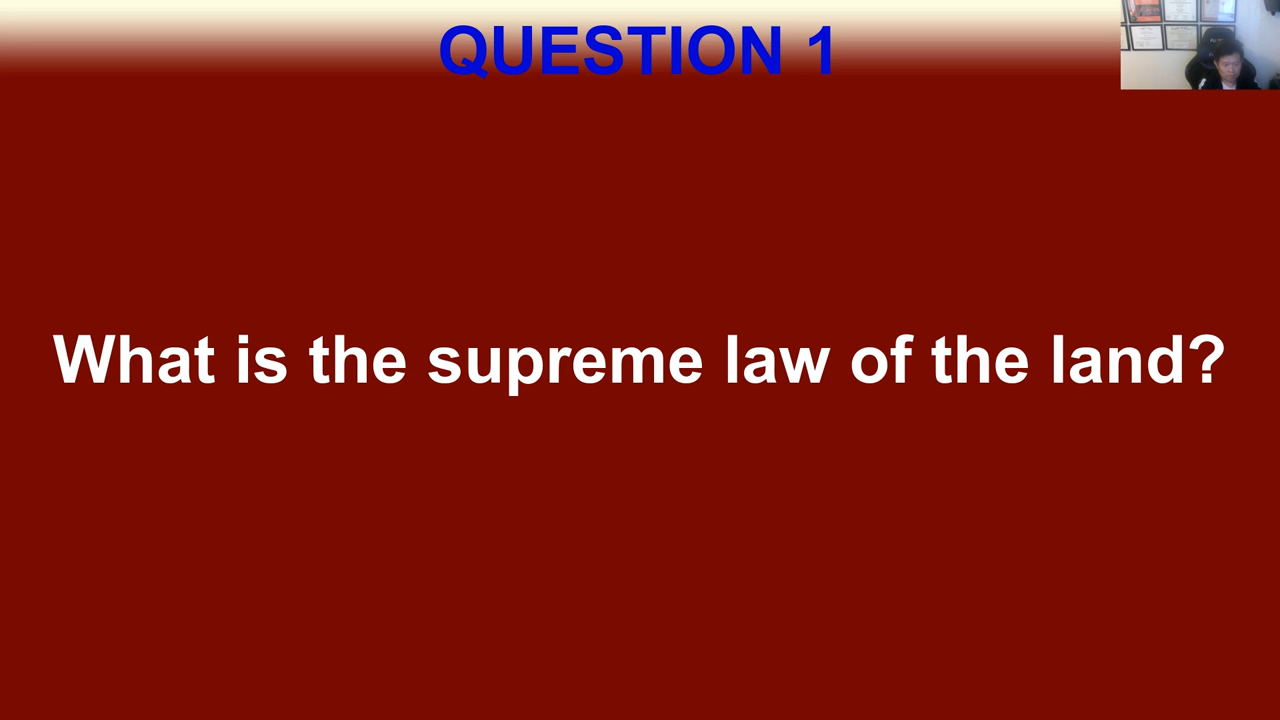 QUESTION 1
What is the supreme law of the land?